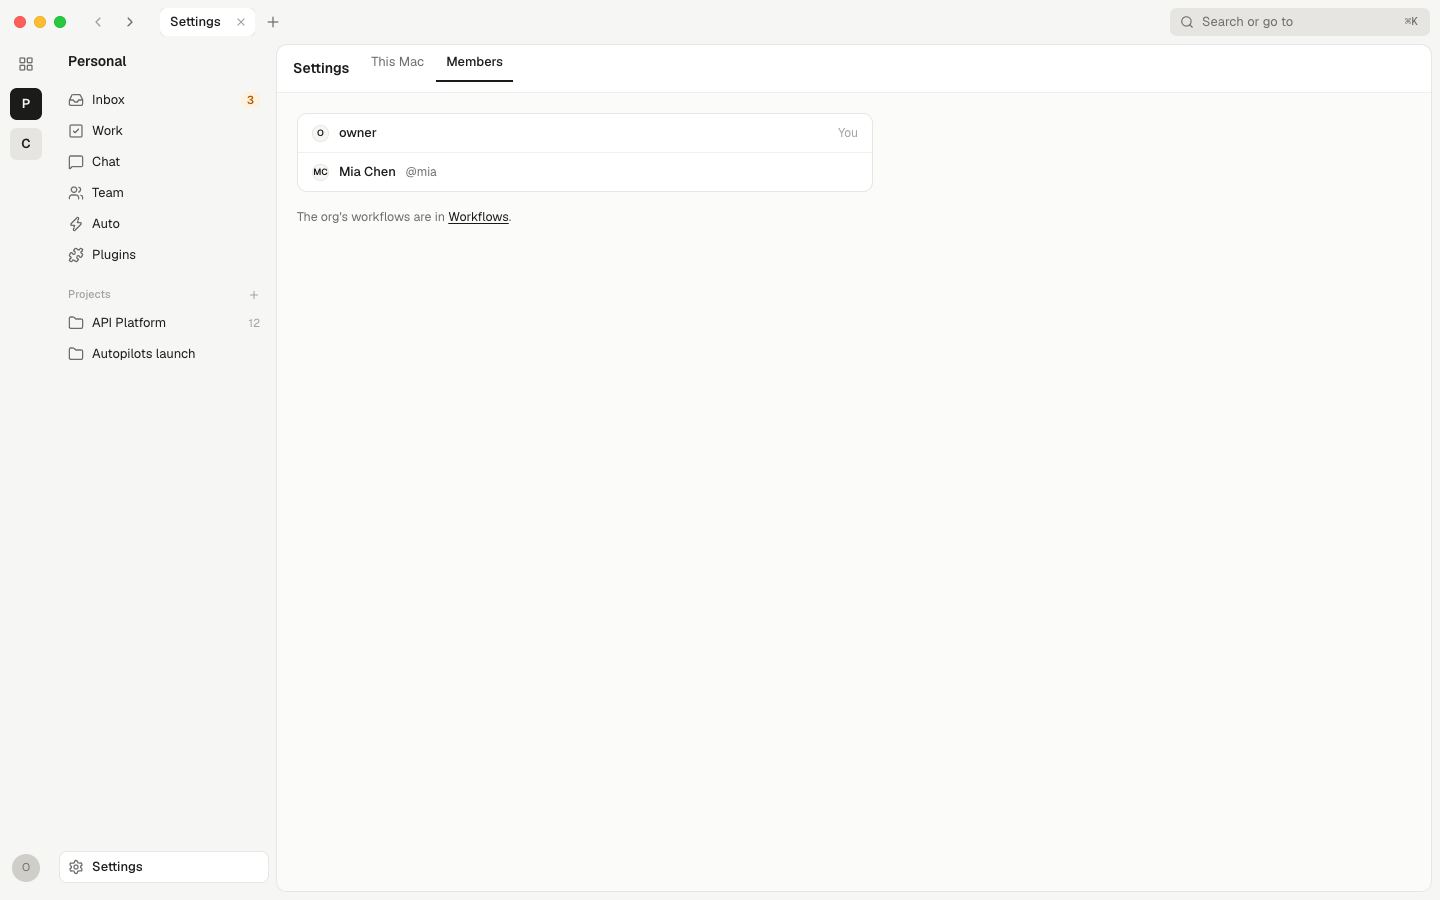 Settings
Search or go to
⌘K
Personal
P
C
Inbox
3
Work
Chat
Team
Auto
Plugins
Projects
API Platform
12
Autopilots launch
O
Settings
Settings
This Mac
Members
O
owner
You
MC
Mia Chen
@mia
The org's workflows are in Workflows.